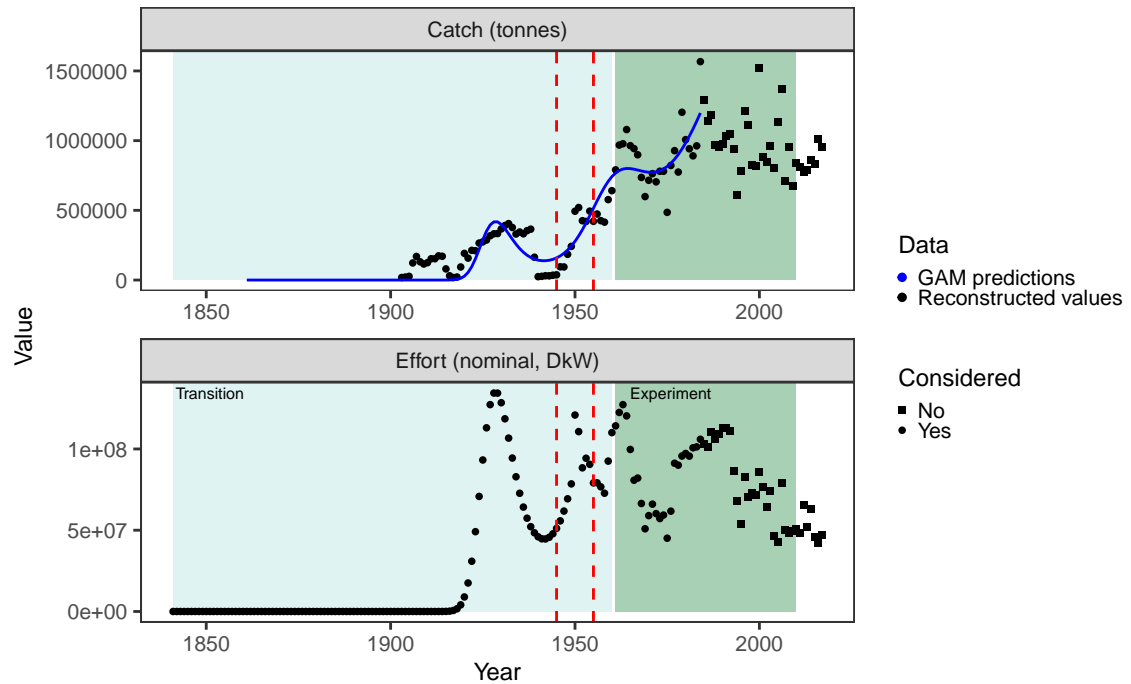 Catch (tonnes)
1500000
1000000
500000
0
1850
1900
1950
2000
Value
Effort (nominal, DkW)
Transition
Experiment
1e+08
5e+07
0e+00
1850
1900
1950
2000
Year
Data
GAM predictions
Reconstructed values
Considered
No
Yes